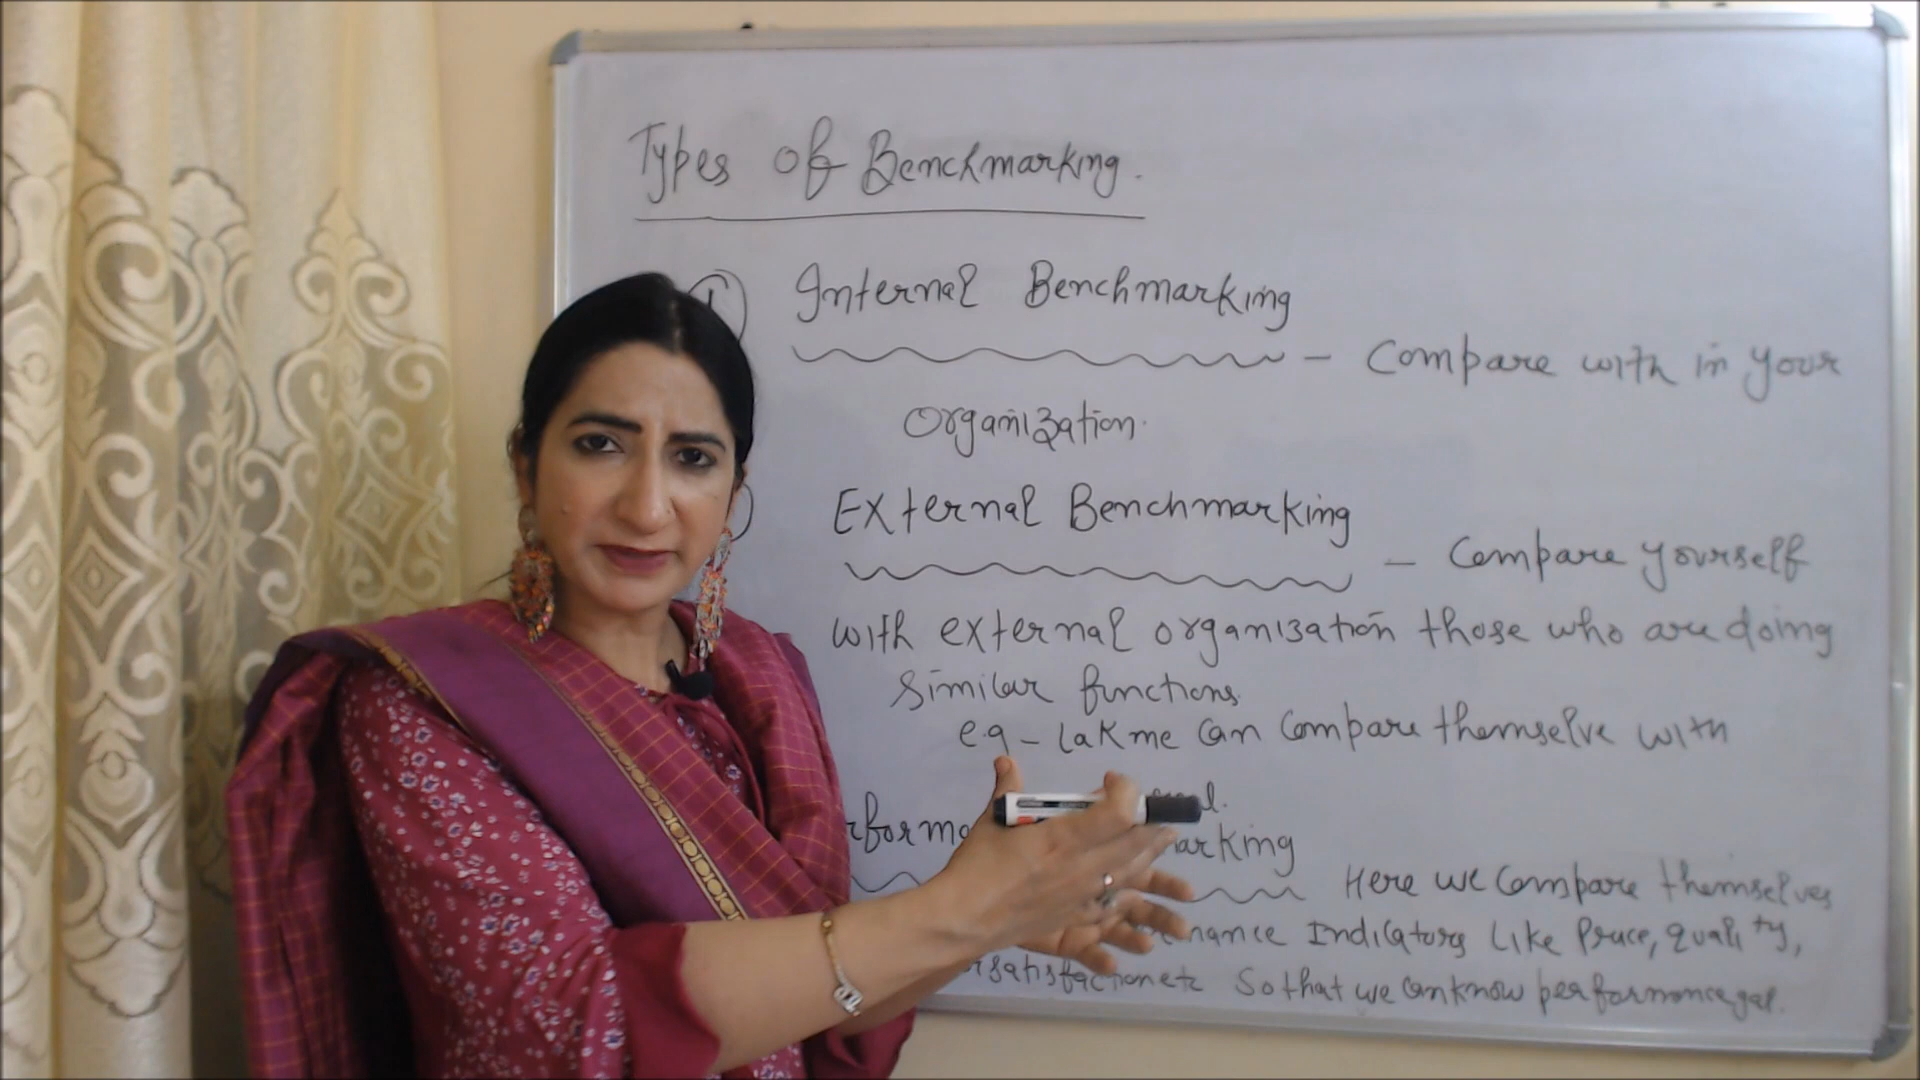 Types of Benchmarking.
1 Internal Benchmarking
- Compare with in your
Organization.
External Benchmarking
- Compare yourself
with external organization those who are doing
similar functions.
e.g - Lakme can compare themselve with
Here we Compare themselves
Indicators Like Price, quality,
So that we can know performance gap.